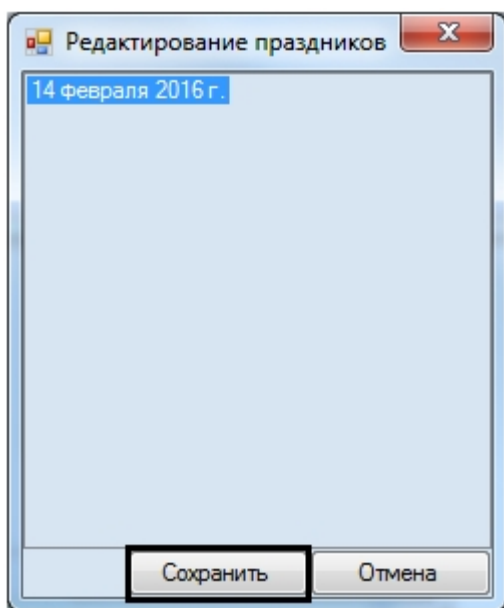 Редактирование праздников
14 февраля 2016 г.
Сохранить
Отмена